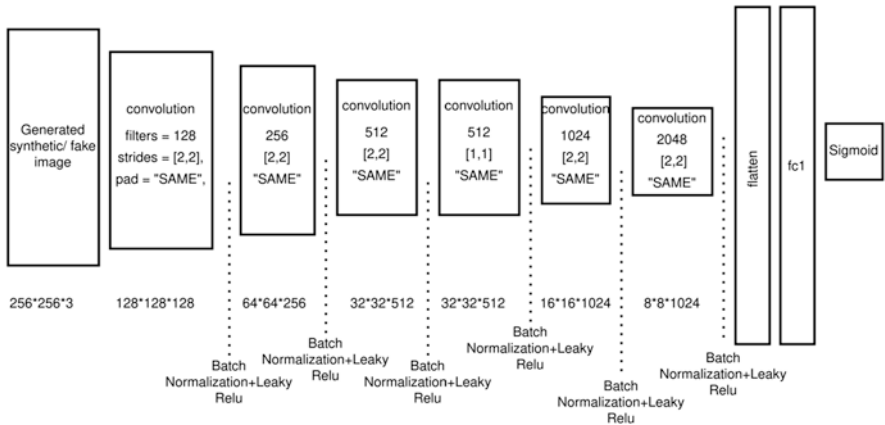 Generated
synthetic/ fake
image
convolution
filters = 128
strides = [2,2],
pad = "SAME",
convolution
256
[2,2]
"SAME"
convolution
512
[2,2]
"SAME"
convolution
512
[1,1]
"SAME"
convolution
1024
[2,2]
"SAME"
convolution
2048
[2,2]
"SAME"
flatten
fc1
Sigmoid
256*256*3
128*128*128
64*64*256
32*32*512
32*32*512
16*16*1024
8*8*1024
Batch
Normalization+Leaky
Relu
Batch
Normalization+Leaky
Relu
Batch
Normalization+Leaky
Relu
Batch
Normalization+Leaky
Relu
Batch
Normalization+Leaky
Relu
Batch
Normalization+Leaky
Relu